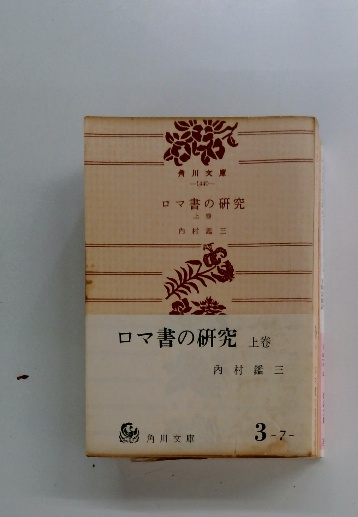 角川文庫
ロマ書の研究
上巻
内村鑑三
ロマ書の研究 上巻
内村鑑三
角川文庫 3-7-